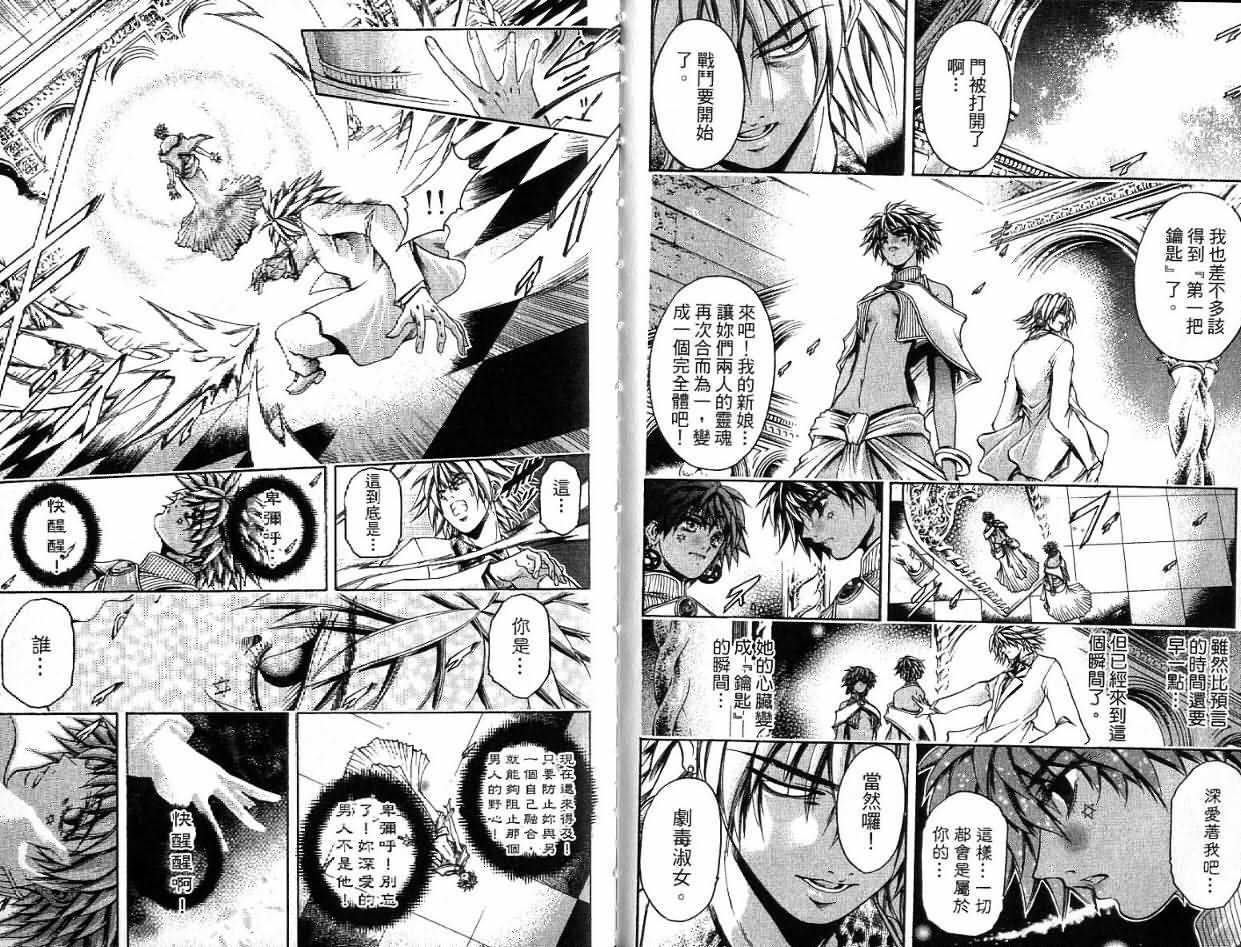 門被打開了
啊…
戰鬥要開始
了。
我也差不多該
得到『第一把
鑰匙』了。
來吧！我的新娘…
讓妳們兩人的靈魂
再次合而為一，變
成一個完全體吧！
雖然比預言
的時間還要
早一點…
但已經來到這
個瞬間了。
她的心臟變
成『鑰匙』
的瞬間…
深愛著我吧…
這樣…一切
都會是屬於
你的…
當然囉！
劇毒淑女。
!!
這…
這到底是…
卑彌呼…
快醒醒！
你是…
誰…
現在還來得及！
只要防止妳與另
一個自己融合，
就能夠阻止那個
男人的野心！
卑彌呼！別忘
了！妳深愛的
男人不是他！
快醒醒啊！